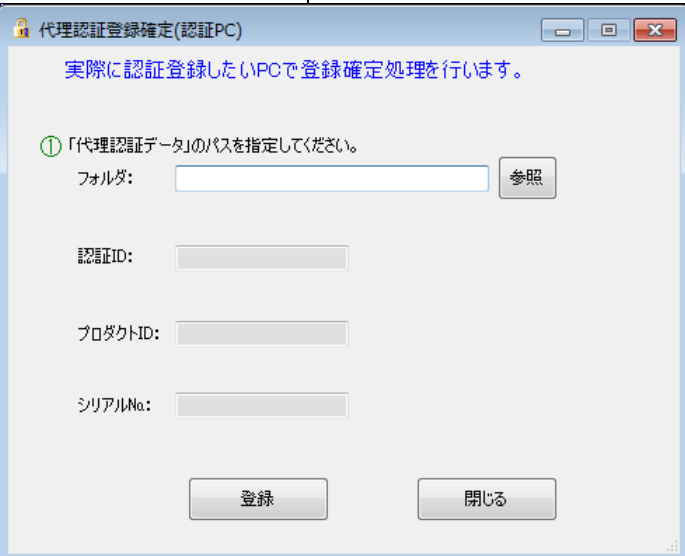 代理認証登録確定(認証PC)
実際に認証登録したいPCで登録確定処理を行います。
①「代理認証データ」のパスを指定してください。
フォルダ: 参照
認証ID:
プロダクトID:
シリアルNo.:
登録 閉じる